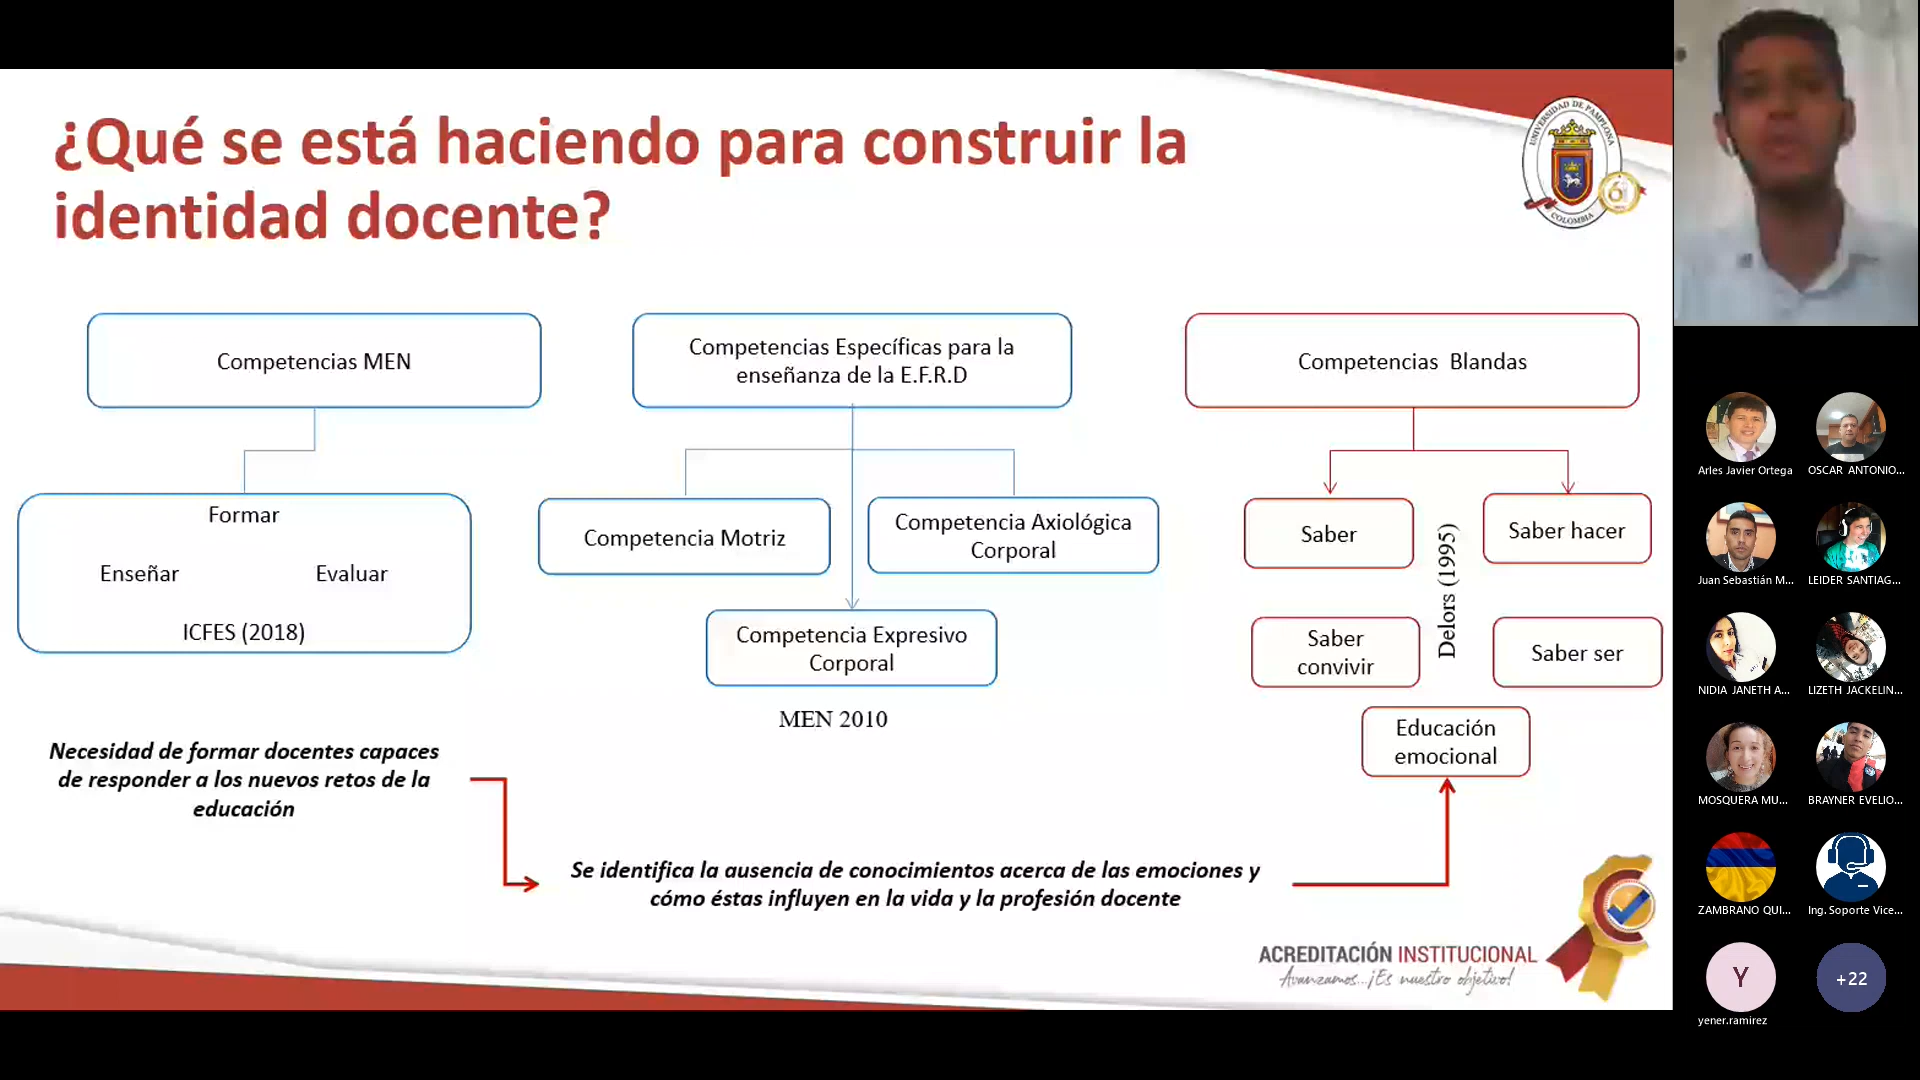 ¿Qué se está haciendo para construir la
identidad docente?
UNIVERSIDAD DE PAMPLONA
COLOMBIA
Competencias MEN
Formar
Enseñar
Evaluar
ICFES (2018)
Competencias Específicas para la
enseñanza de la E.F.R.D
Competencia Motriz
Competencia Axiológica
Corporal
Competencia Expresivo
Corporal
MEN 2010
Competencias Blandas
Saber
Saber hacer
Delors (1995)
Saber
convivir
Saber ser
Educación
emocional
Necesidad de formar docentes capaces
de responder a los nuevos retos de la
educación
Se identifica la ausencia de conocimientos acerca de las emociones y
cómo éstas influyen en la vida y la profesión docente
ACREDITACIÓN INSTITUCIONAL
Avanzamos...¡Es nuestro objetivo!
Arles Javier Ortega
OSCAR ANTONIO...
Juan Sebastián M...
LEIDER SANTIAG...
NIDIA JANETH A...
LIZETH JACKELIN...
MOSQUERA MU...
BRAYNER EVELIO...
ZAMBRANO QUI...
Ing. Soporte Vice...
Y
yener.ramirez
+22